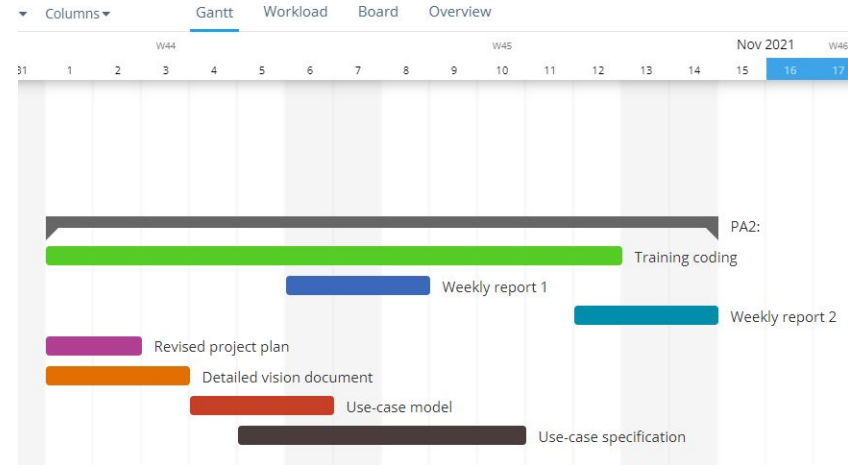 Columns Gantt Workload Board Overview
W44 W45 Nov 2021 W46
31 1 2 3 4 5 6 7 8 9 10 11 12 13 14 15 16 17
PA2:
Training coding
Weekly report 1
Weekly report 2
Revised project plan
Detailed vision document
Use-case model
Use-case specification